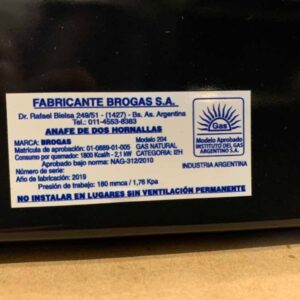 FABRICANTE BROGAS S.A.
Dr. Rafael Bielsa 249/51 - (1427) - Bs. As. Argentina
Tel.: 011-4553-8363
ANAFE DE DOS HORNALLAS
MARCA: BROGAS Modelo 204
Matrícula de aprobación: 01-0889-01-005 GAS NATURAL
Consumo por quemador: 1800 Kcal/h - 2,1 kW CATEGORIA: I2H
Aprobado bajo norma: NAG-312/2010
Número de serie:
Año de fabricación: 2019
Presión de trabajo: 180 mmca / 1,76 Kpa
NO INSTALAR EN LUGARES SIN VENTILACIÓN PERMANENTE
Gas
Modelo Aprobado
INSTITUTO DEL GAS
ARGENTINO S.A.
INDUSTRIA ARGENTINA